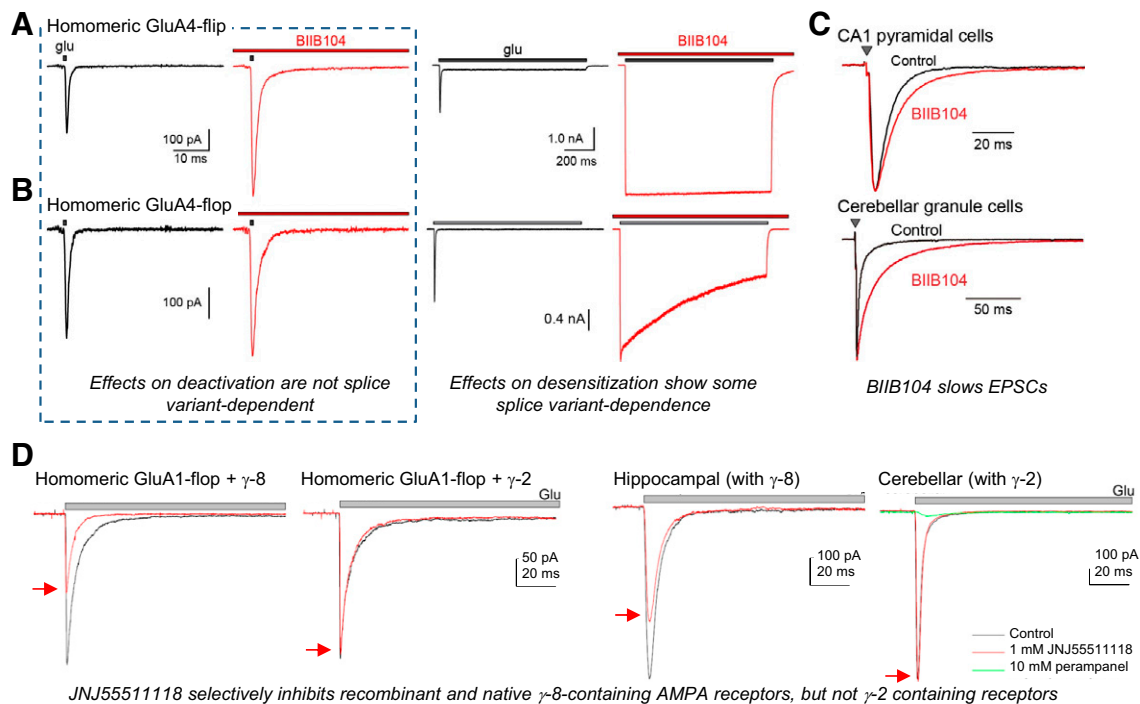 A
Homomeric GluA4-flip
glu
BIIB104
glu
BIIB104
100 pA
10 ms
1.0 nA
200 ms
B
Homomeric GluA4-flop
100 pA
0.4 nA
Effects on deactivation are not splice
variant-dependent
Effects on desensitization show some
splice variant-dependence
C
CA1 pyramidal cells
Control
BIIB104
20 ms
Cerebellar granule cells
Control
BIIB104
50 ms
BIIB104 slows EPSCs
D
Homomeric GluA1-flop + γ-8
Homomeric GluA1-flop + γ-2
Glu
50 pA
20 ms
Hippocampal (with γ-8)
Cerebellar (with γ-2)
Glu
100 pA
20 ms
100 pA
20 ms
Control
1 mM JNJ55511118
10 mM perampanel
JNJ55511118 selectively inhibits recombinant and native γ-8-containing AMPA receptors, but not γ-2 containing receptors